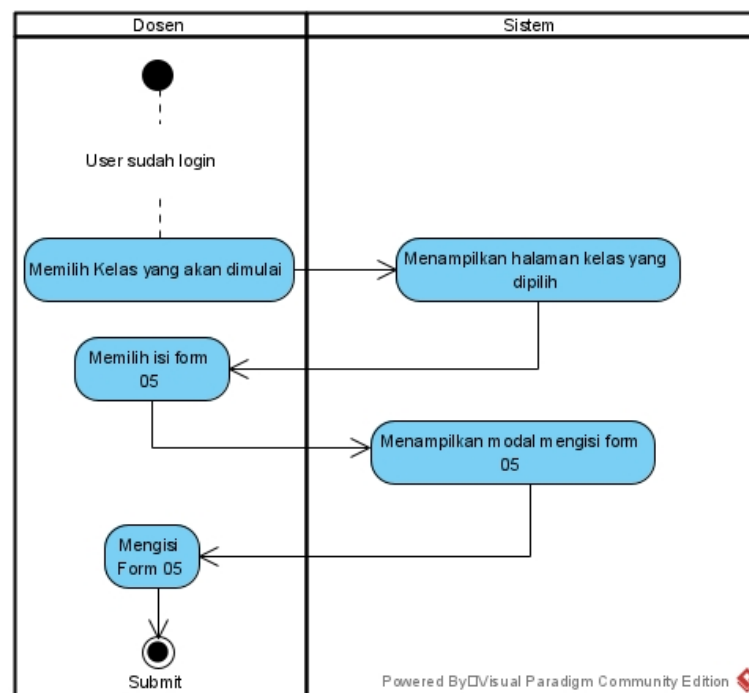 Dosen
Sistem
User sudah login
Memilih Kelas yang akan dimulai
Menampilkan halaman kelas yang
dipilih
Memilih isi form
05
Menampilkan modal mengisi form
05
Mengisi
Form 05
Submit
Powered By□Visual Paradigm Community Edition